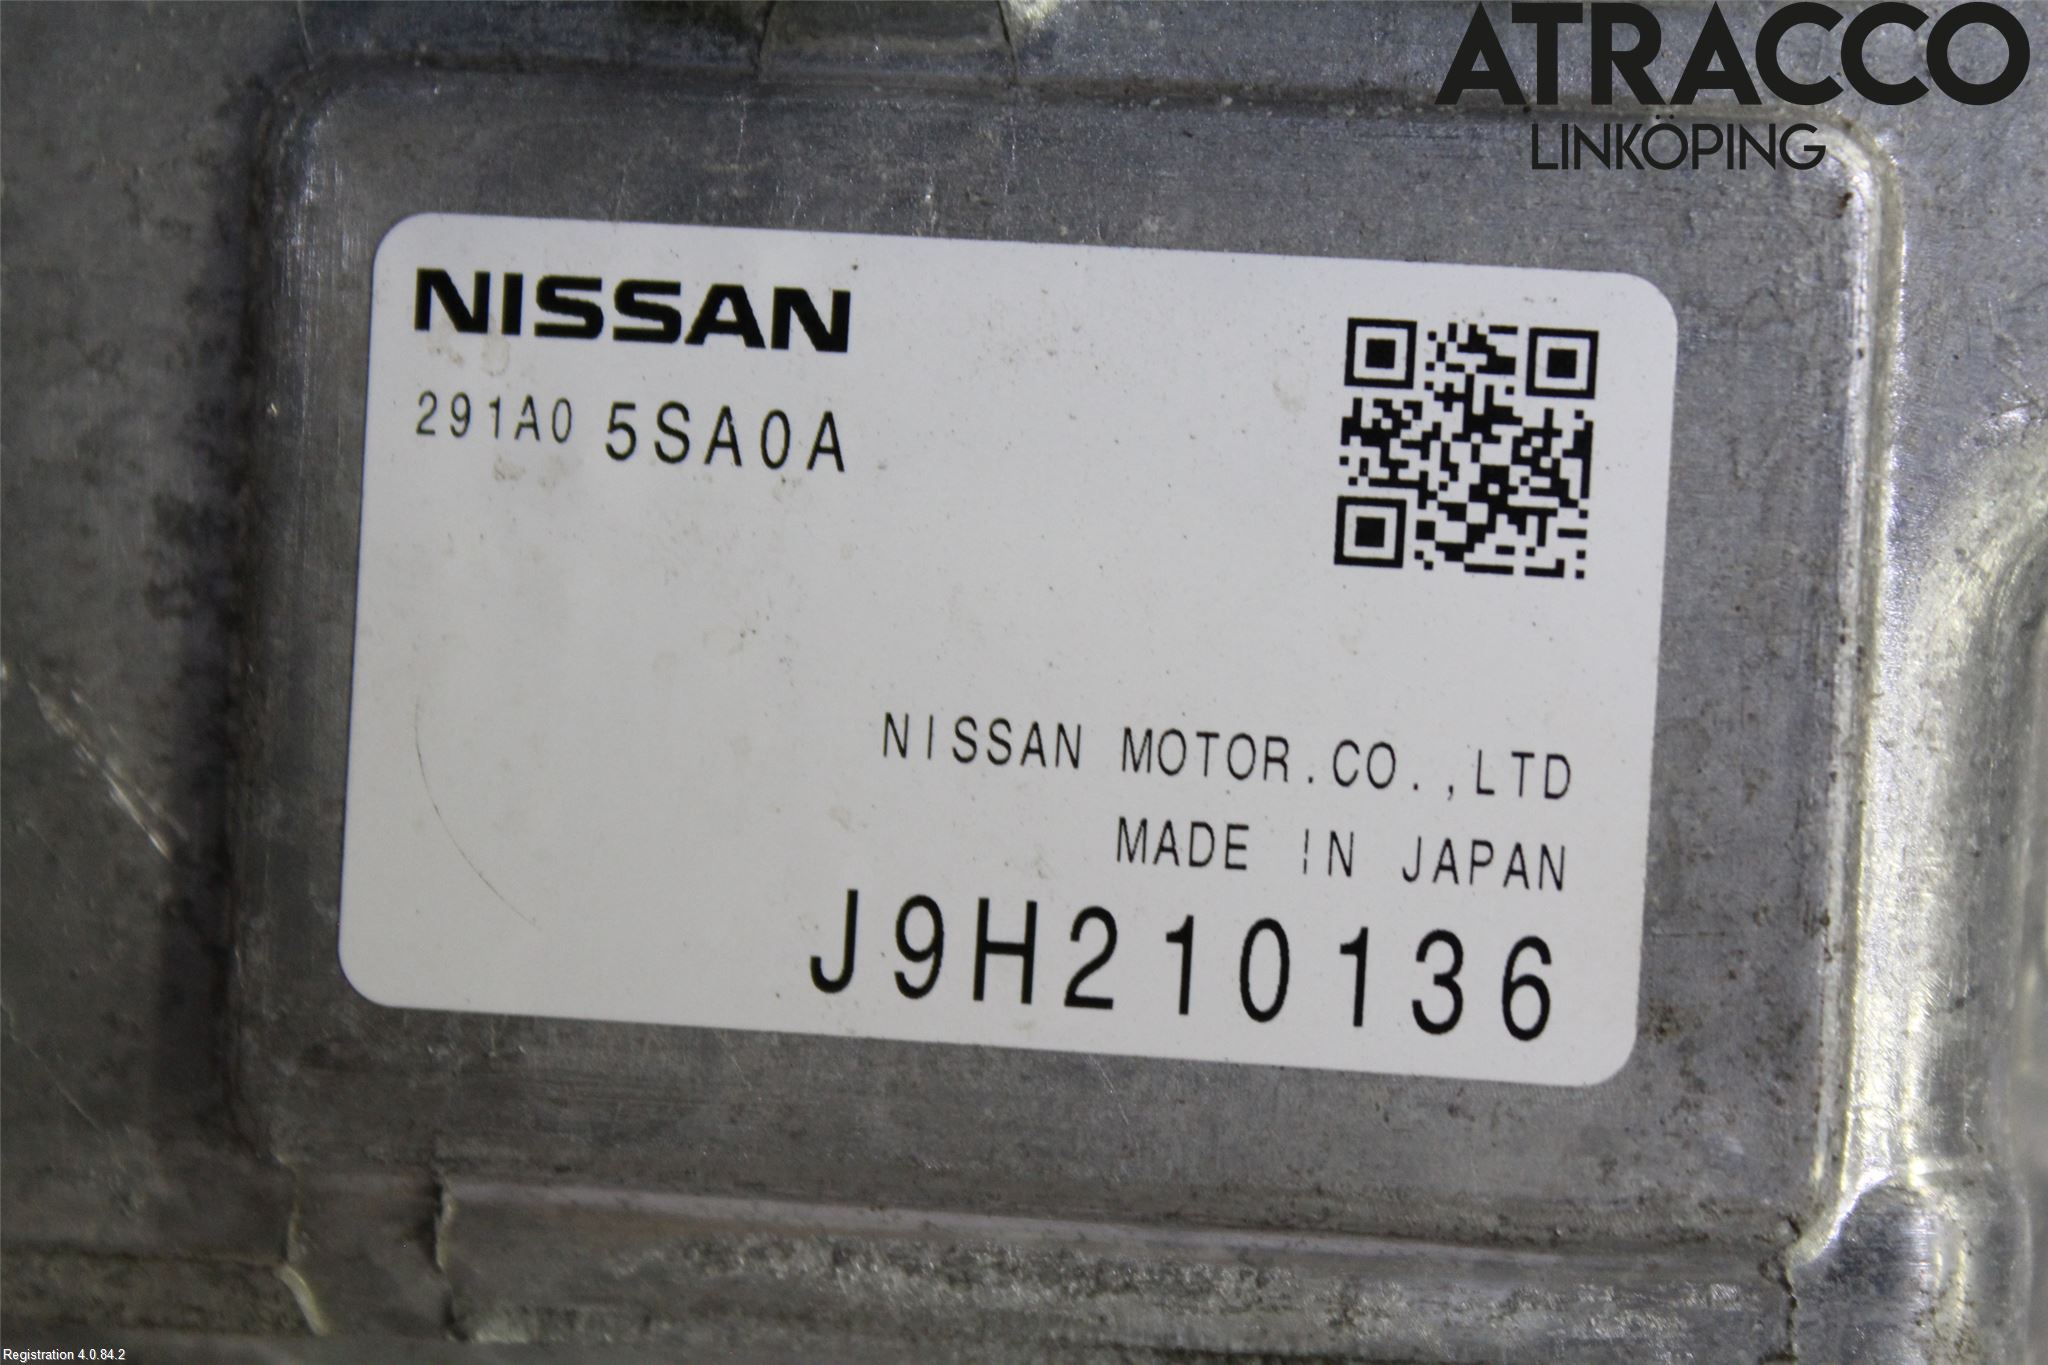 ATRACCO
LINKÖPING
NISSAN
291A0 5SA0A
NISSAN MOTOR.CO.,LTD
MADE IN JAPAN
J9H210136
Registration 4.0.84.2